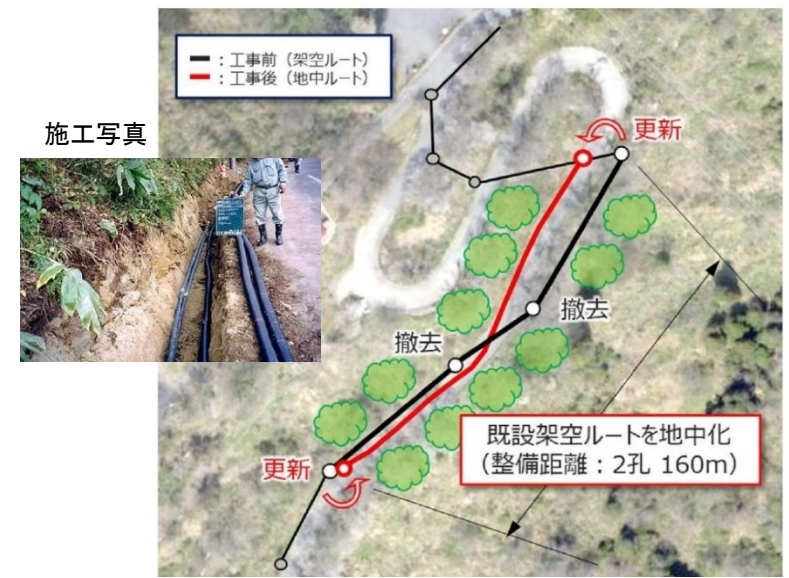 ：工事前（架空ルート）
：工事後（地中ルート）
施工写真
更新
撤去
撤去
更新
既設架空ルートを地中化
（整備距離：2孔 160m）